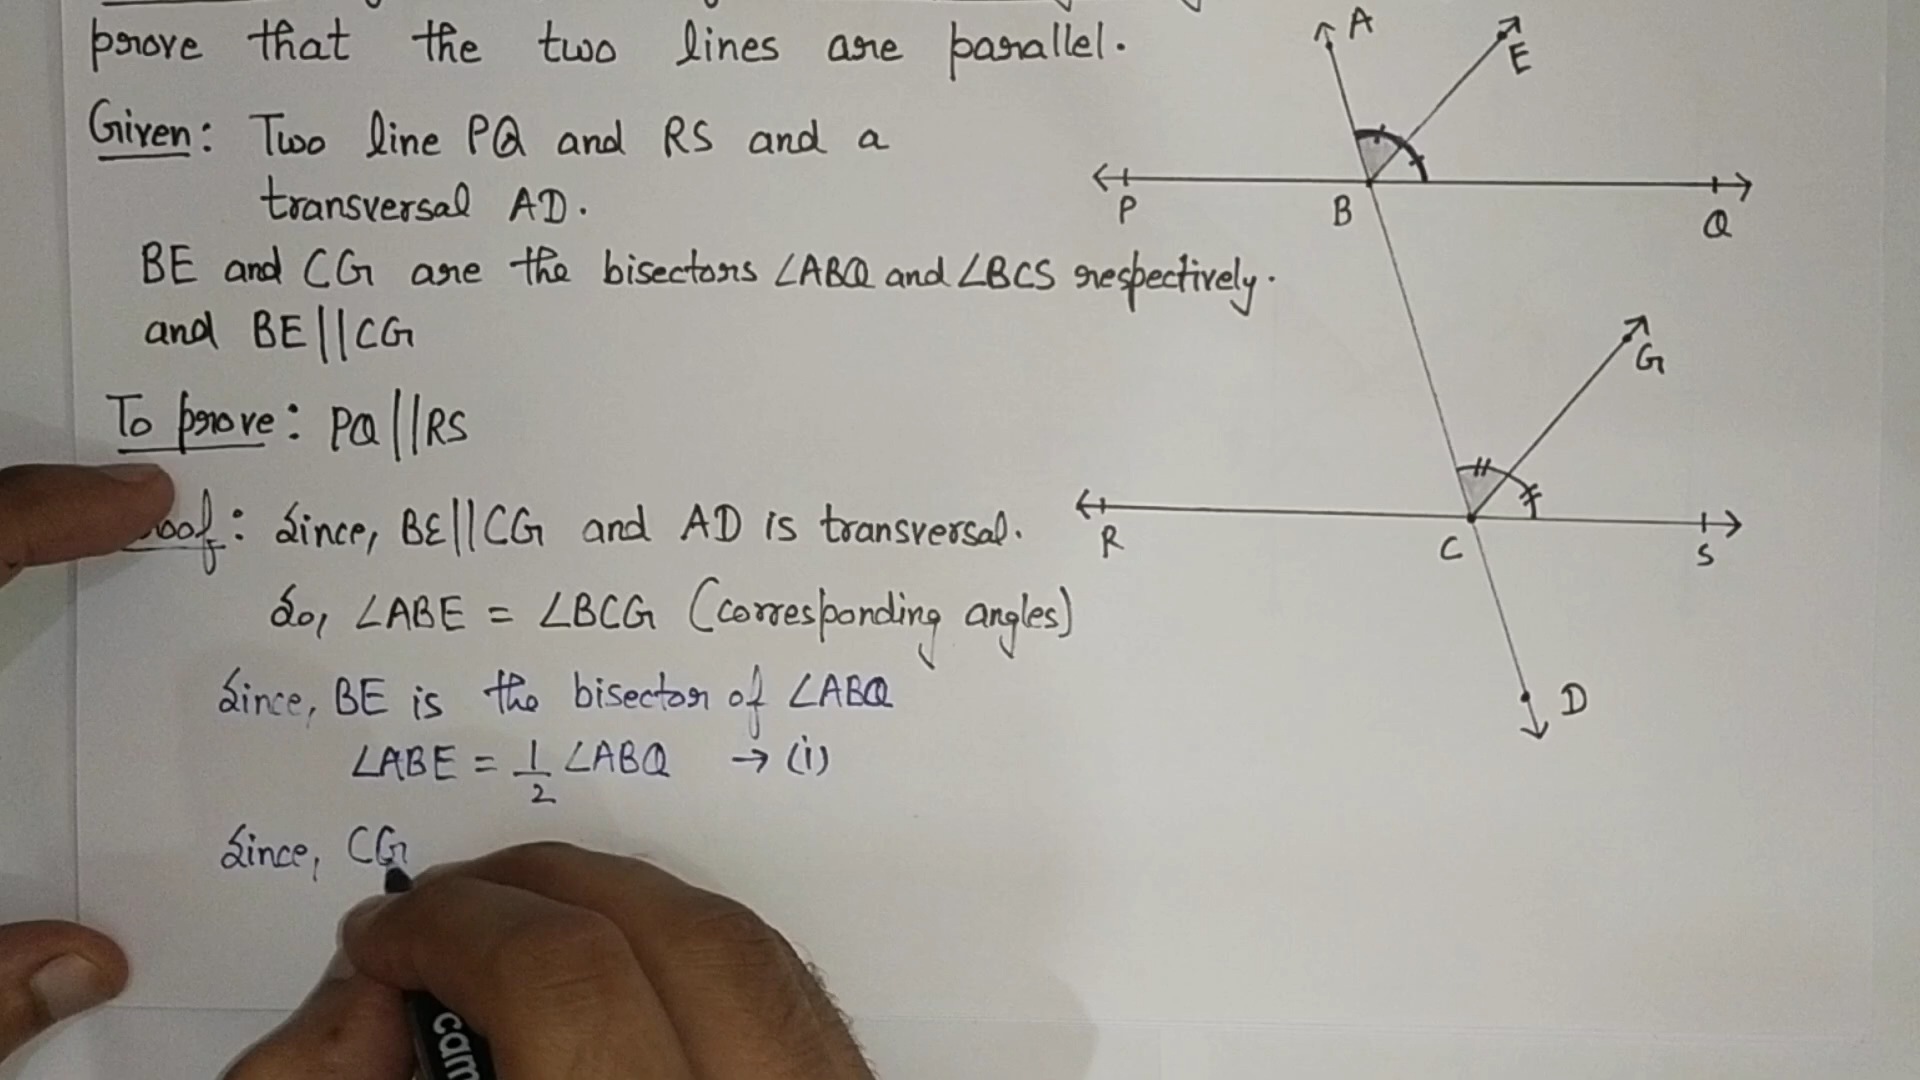 prove that the two lines are parallel.
Given: Two line PQ and RS and a
transversal AD.
BE and CG are the bisectors ∠ABQ and ∠BCS respectively.
and BE||CG
To prove: PQ||RS
oof: Since, BE||CG and AD is transversal.
So, ∠ABE = ∠BCG (corresponding angles)
Since, BE is the bisector of ∠ABQ
∠ABE = 1/2 ∠ABQ → (i)
Since, CG
A
E
P
B
Q
G
R
C
S
D
cam